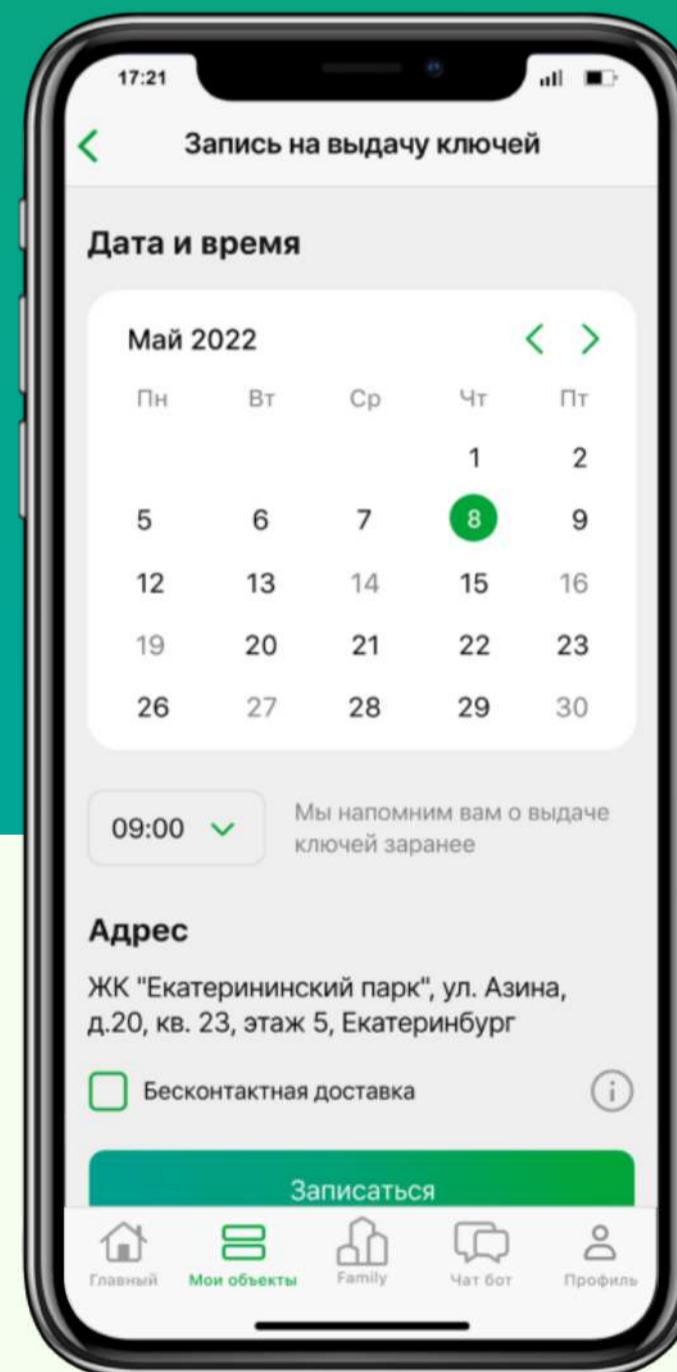 17:21
Запись на выдачу ключей
Дата и время
Май 2022
Пн Вт Ср Чт Пт
1 2
5 6 7 8 9
12 13 14 15 16
19 20 21 22 23
26 27 28 29 30
09:00
Мы напомним вам о выдаче
ключей заранее
Адрес
ЖК "Екатерининский парк", ул. Азина,
д.20, кв. 23, этаж 5, Екатеринбург
Бесконтактная доставка
Записаться
Главный Мои объекты Family Чат бот Профиль